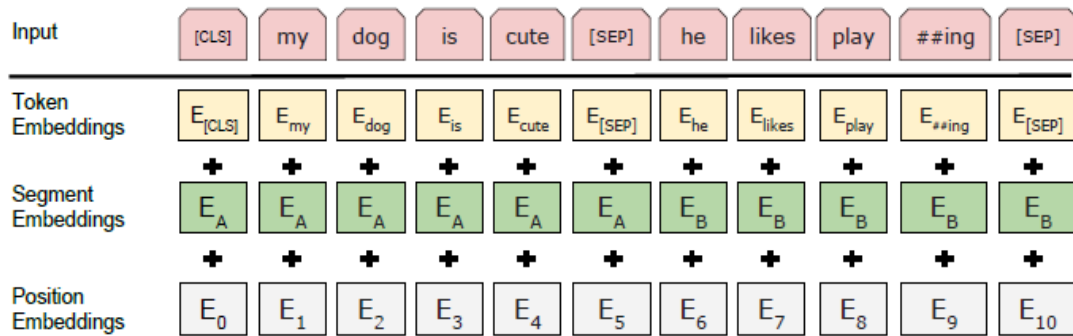 Input [CLS] my dog is cute [SEP] he likes play ##ing [SEP]
Token Embeddings E[CLS] Emy Edog Eis Ecute E[SEP] Ehe Elikes Eplay E##ing E[SEP]
+ + + + + + + + + + +
Segment Embeddings EA EA EA EA EA EA EB EB EB EB EB
+ + + + + + + + + + +
Position Embeddings E0 E1 E2 E3 E4 E5 E6 E7 E8 E9 E10